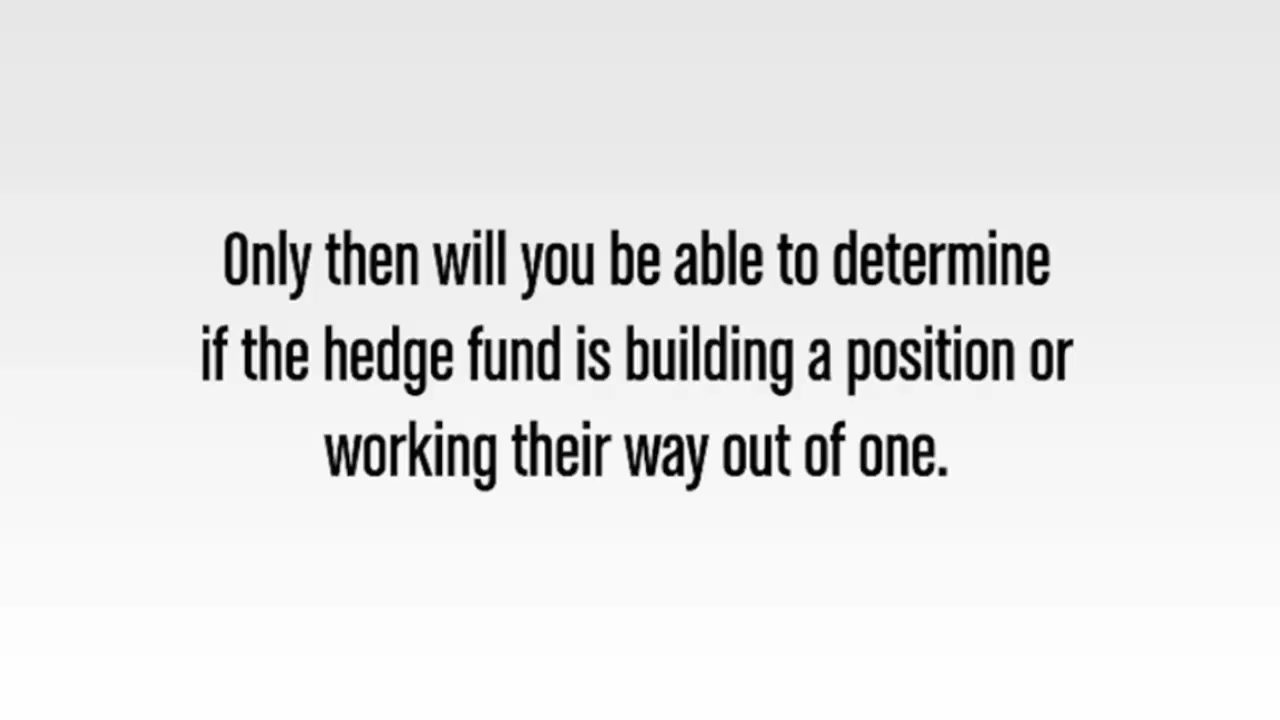 Only then will you be able to determine
if the hedge fund is building a position or
working their way out of one.